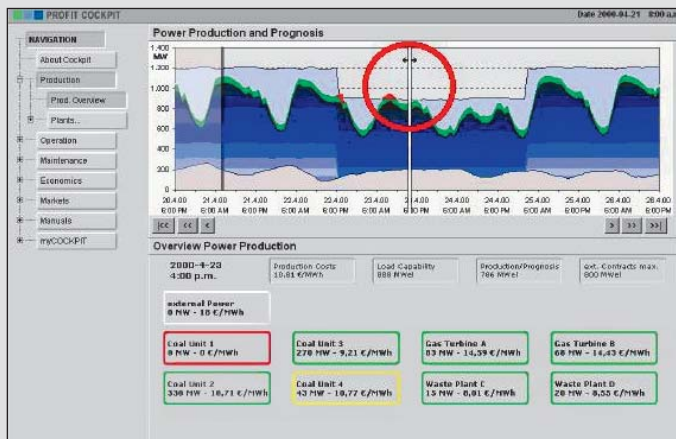 PROFIT COCKPIT
Date 2000-04-21 8:00 a.m
NAVIGATION
About Cockpit
Production
Prod. Overview
Plants...
Operation
Maintenance
Economics
Markets
Manuals
myCOCKPIT
Power Production and Prognosis
1.400
MW
1.200
1.000
800
600
400
200
0
20.4.00 21.4.00 21.4.00 22.4.00 22.4.00 23.4.00 23.4.00 24.4.00 24.4.00 25.4.00 25.4.00 26.4.00 26.4.00
6:00 PM 6:00 AM 6:00 PM 6:00 AM 6:00 PM 6:00 AM 6:00 PM 6:00 AM 6:00 PM 6:00 AM 6:00 PM 6:00 AM 6:00 PM
|<< << < > >> >>|
Overview Power Production
2000-4-23
4:00 p.m.
Production Costs
10,81 €/MWh
Load Capability
888 MWel
Production/Prognosis
786 MWel
ext. Contracts max.
800 MWel
external Power
0 MW - 18 €/MWh
Coal Unit 1
0 MW - 0 €/MWh
Coal Unit 3
270 MW - 9,21 €/MWh
Gas Turbine A
63 MW - 14,59 €/MWh
Gas Turbine B
60 MW - 14,43 €/MWh
Coal Unit 2
330 MW - 10,71 €/MWh
Coal Unit 4
43 MW - 10,77 €/MWh
Waste Plant C
15 MW - 8,01 €/MWh
Waste Plant D
20 MW - 8,55 €/MWh